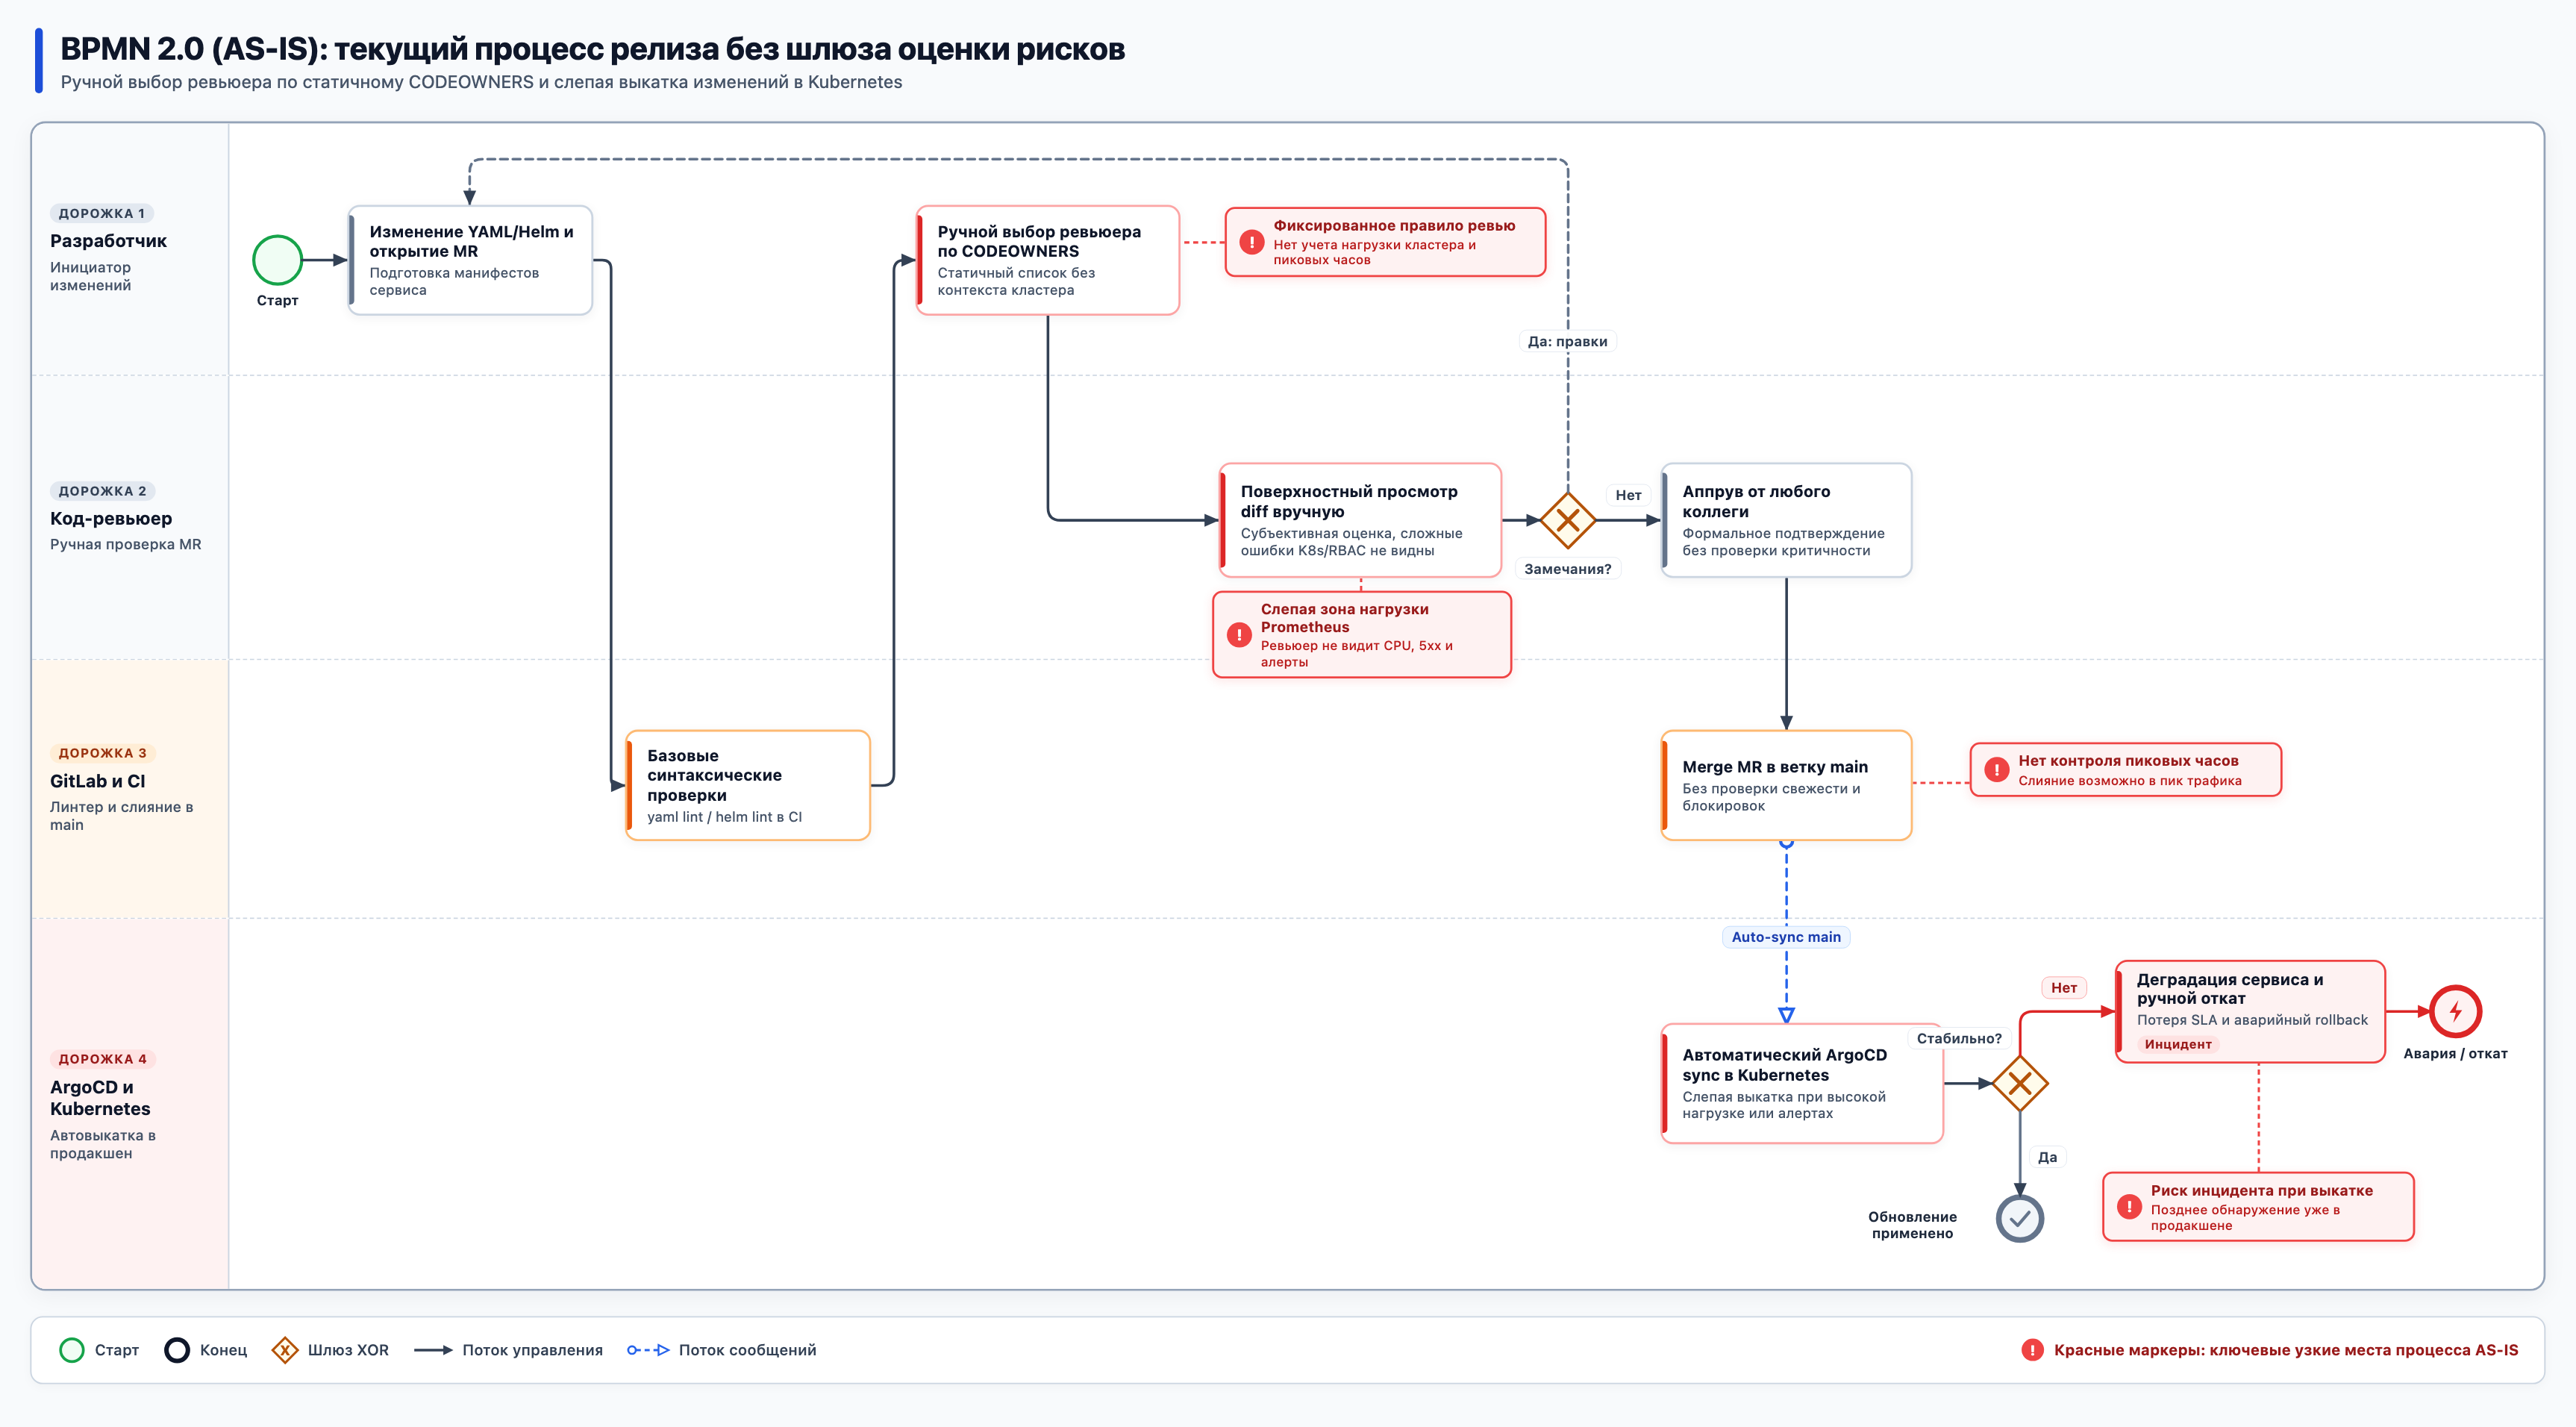 BPMN 2.0 (AS-IS): текущий процесс релиза без шлюза оценки рисков
Ручной выбор ревьюера по статичному CODEOWNERS и слепая выкатка изменений в Kubernetes
ДОРОЖКА 1
Разработчик
Инициатор
изменений
Старт
Изменение YAML/Helm и
открытие MR
Подготовка манифестов
сервиса
Ручной выбор ревьюера
по CODEOWNERS
Статичный список без
контекста кластера
!
Фиксированное правило ревью
Нет учета нагрузки кластера и
пиковых часов
Да: правки
ДОРОЖКА 2
Код-ревьюер
Ручная проверка MR
Поверхностный просмотр
diff вручную
Субъективная оценка, сложные
ошибки K8s/RBAC не видны
Замечания?
Нет
Аппрув от любого
коллеги
Формальное подтверждение
без проверки критичности
!
Слепая зона нагрузки
Prometheus
Ревьюер не видит CPU, 5xx и
алерты
ДОРОЖКА 3
GitLab и CI
Линтер и слияние в
main
Базовые
синтаксические
проверки
yaml lint / helm lint в CI
Merge MR в ветку main
Без проверки свежести и
блокировок
!
Нет контроля пиковых часов
Слияние возможно в пик трафика
Auto-sync main
ДОРОЖКА 4
ArgoCD и
Kubernetes
Автовыкатка в
продакшен
Автоматический ArgoCD
sync в Kubernetes
Слепая выкатка при высокой
нагрузке или алертах
Стабильно?
Нет
Деградация сервиса и
ручной откат
Потеря SLA и аварийный rollback
Инцидент
Авария / откат
Да
Обновление
применено
!
Риск инцидента при выкатке
Позднее обнаружение уже в
продакшене
Старт
Конец
X
Шлюз XOR
Поток управления
Поток сообщений
!
Красные маркеры: ключевые узкие места процесса AS-IS